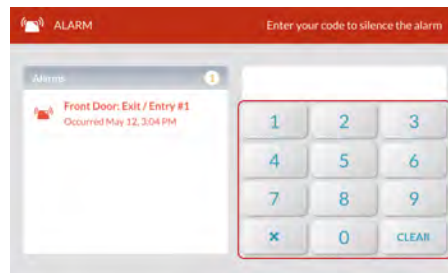 ALARM
Enter your code to silence the alarm
Alarms 1
Front Door: Exit / Entry #1
Occurred May 12, 3:04 PM
1 2 3
4 5 6
7 8 9
× 0 CLEAR